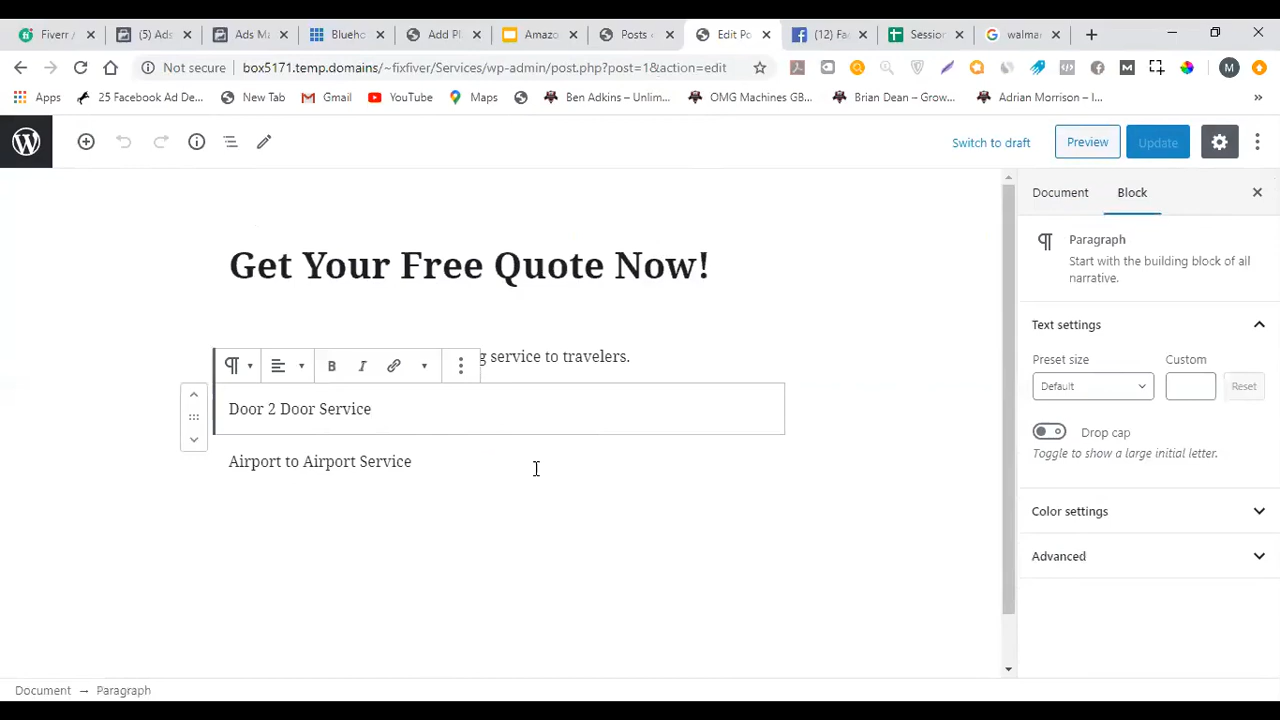 Fiverr /
(5) Ads
Ads Ma
Blueho
Add Pl
Amazo
Posts
Edit Po
(12) Fac
Session
walmar
Not secure
box5171.temp.domains/~fixfiver/Services/wp-admin/post.php?post=1&action=edit
M
Apps
25 Facebook Ad De...
New Tab
Gmail
YouTube
Maps
Ben Adkins – Unlim...
OMG Machines GB...
Brian Dean – Grow...
Adrian Morrison – I...
Switch to draft
Preview
Update
Document
Block
Paragraph
Start with the building block of all
narrative.
Get Your Free Quote Now!
Text settings
Preset size
Custom
Default
Reset
g service to travelers.
B
I
Door 2 Door Service
Drop cap
Toggle to show a large initial letter.
Airport to Airport Service
Color settings
Advanced
Document → Paragraph